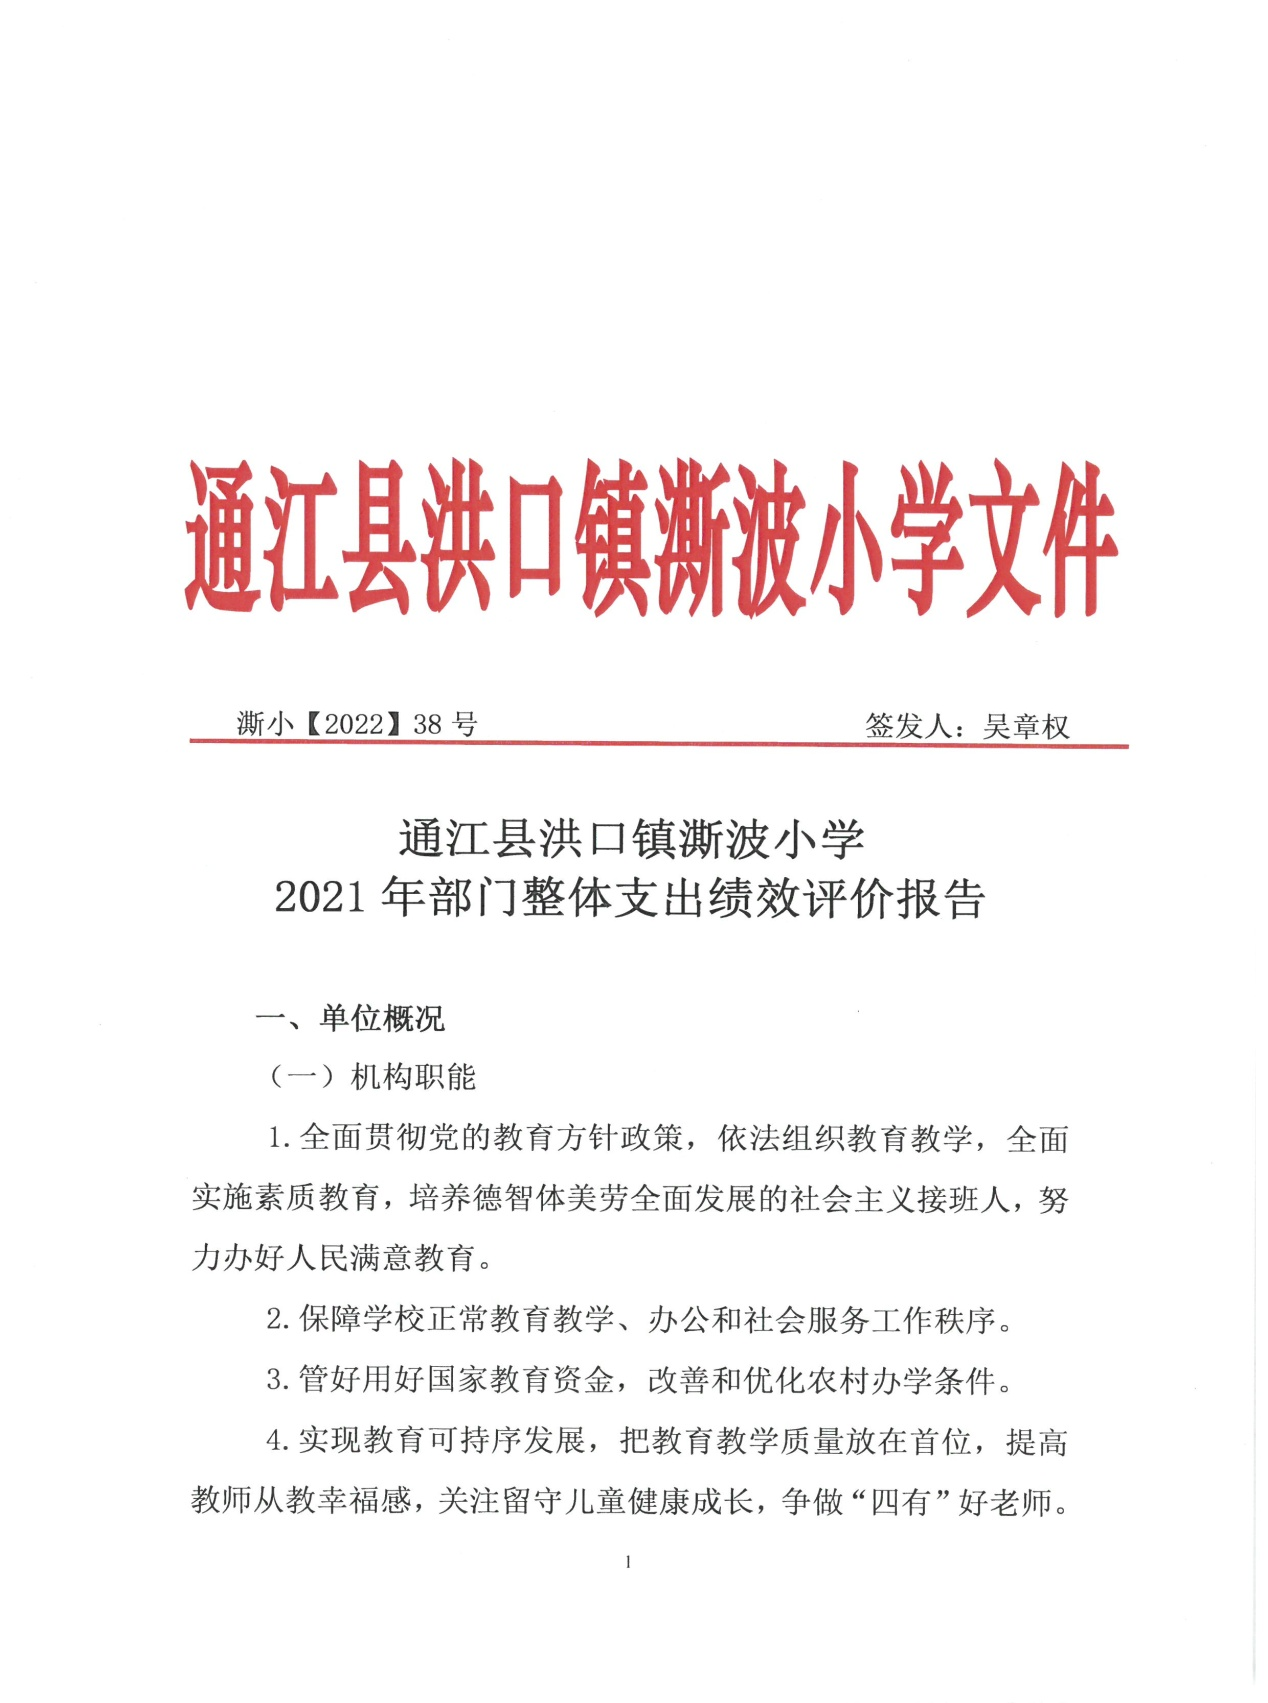 通江县洪口镇澌波小学文件
澌小【2022】38 号
签发人：吴章权
通江县洪口镇澌波小学
2021 年部门整体支出绩效评价报告
一、单位概况
（一）机构职能
1. 全面贯彻党的教育方针政策，依法组织教育教学，全面
实施素质教育，培养德智体美劳全面发展的社会主义接班人，努
力办好人民满意教育。
2. 保障学校正常教育教学、办公和社会服务工作秩序。
3. 管好用好国家教育资金，改善和优化农村办学条件。
4. 实现教育可持序发展，把教育教学质量放在首位，提高
教师从教幸福感，关注留守儿童健康成长，争做“四有”好老师。
1